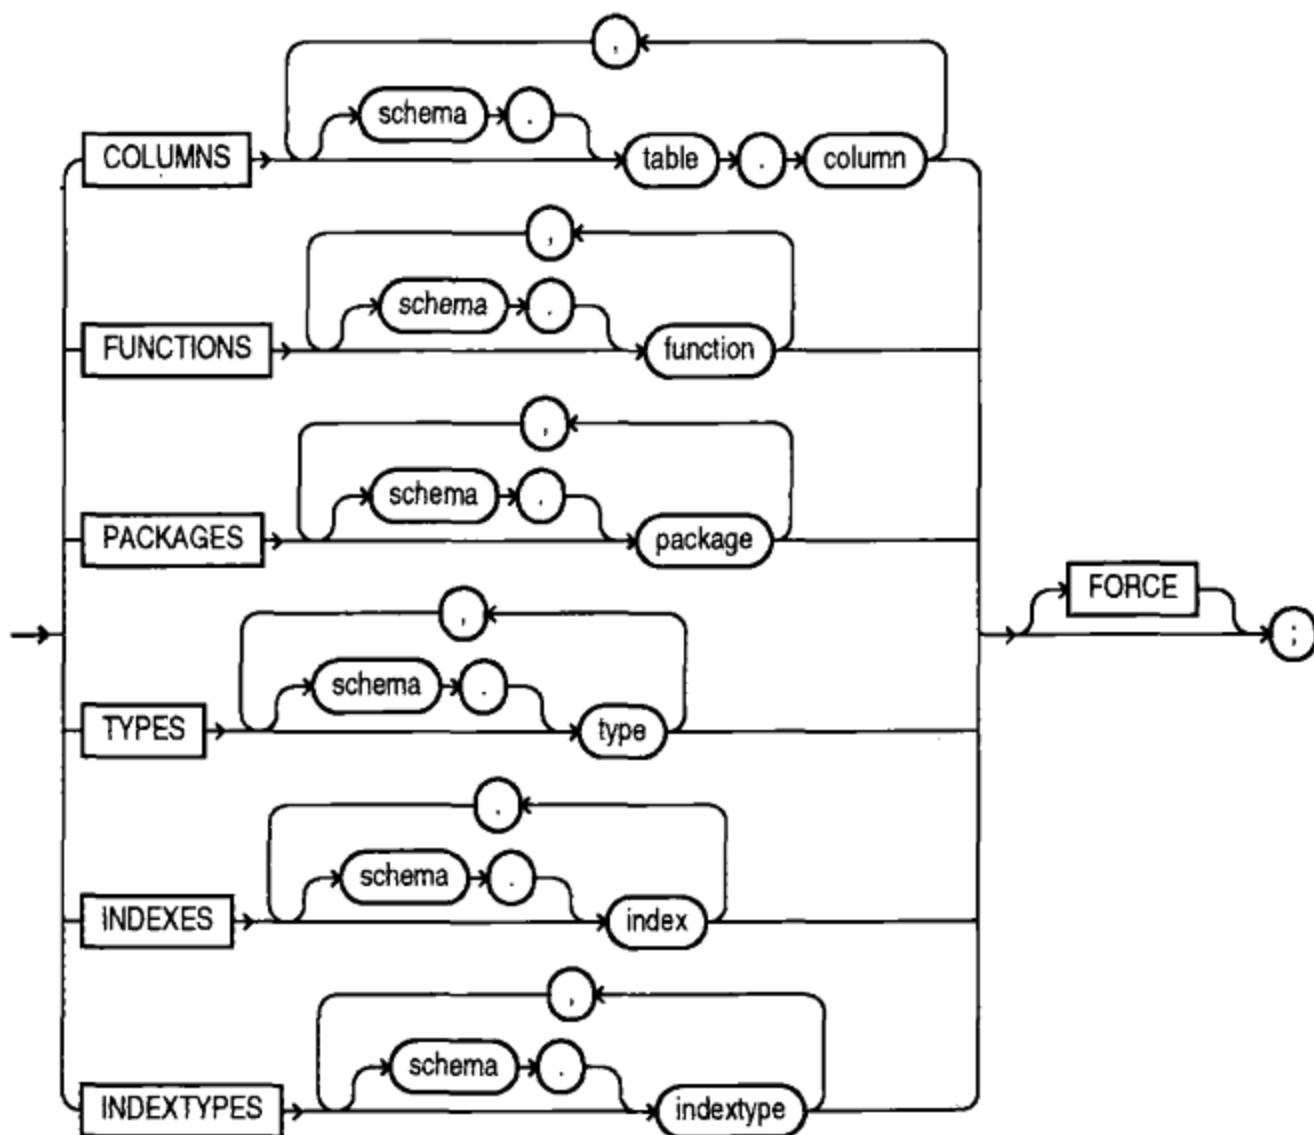 ,
schema .
COLUMNS table . column
,
schema .
FUNCTIONS function
,
schema .
PACKAGES package
FORCE
;
,
schema .
TYPES type
.
schema .
INDEXES index
,
schema .
INDEXTYPES indextype